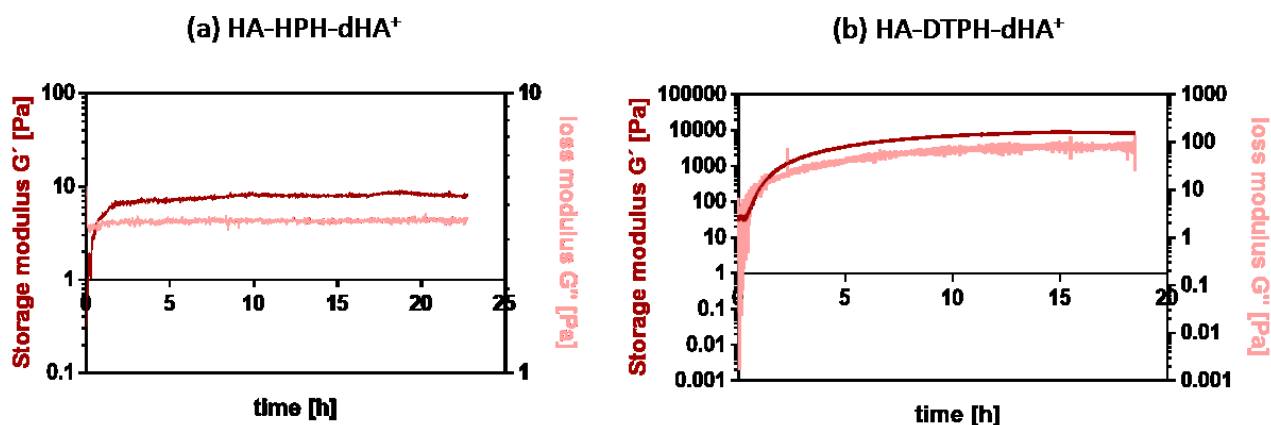 (a) HA-HPH-dHA⁺
Storage modulus G´ [Pa]
100
10
1
0.1
0 5 10 15 20 25
10
1
loss modulus G'' [Pa]
time [h]
(b) HA-DTPH-dHA⁺
Storage modulus G´ [Pa]
100000
10000
1000
100
10
1
0.1
0.01
0.001
0 5 10 15 20
1000
100
10
1
0.1
0.01
0.001
loss modulus G'' [Pa]
time [h]